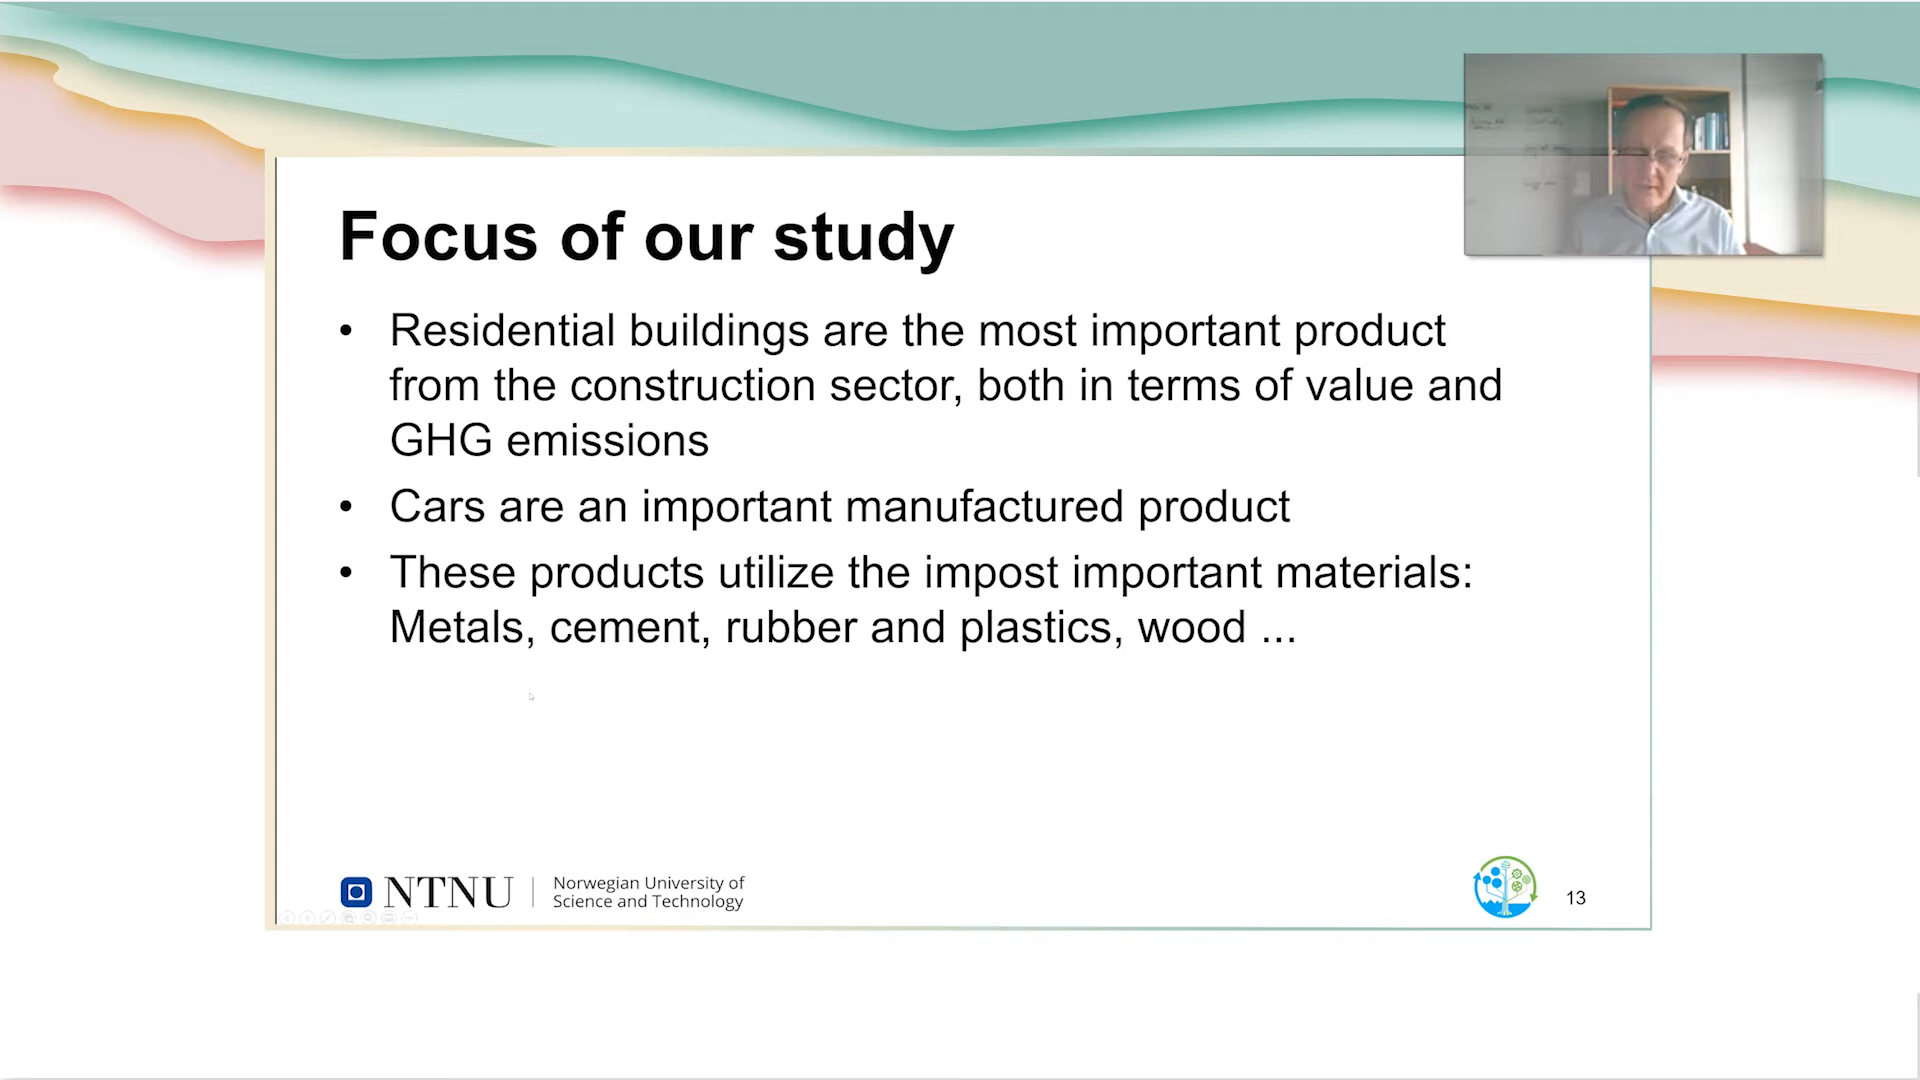 Focus of our study
• Residential buildings are the most important product
from the construction sector, both in terms of value and
GHG emissions
• Cars are an important manufactured product
• These products utilize the impost important materials:
Metals, cement, rubber and plastics, wood ...
NTNU
Norwegian University of
Science and Technology
13